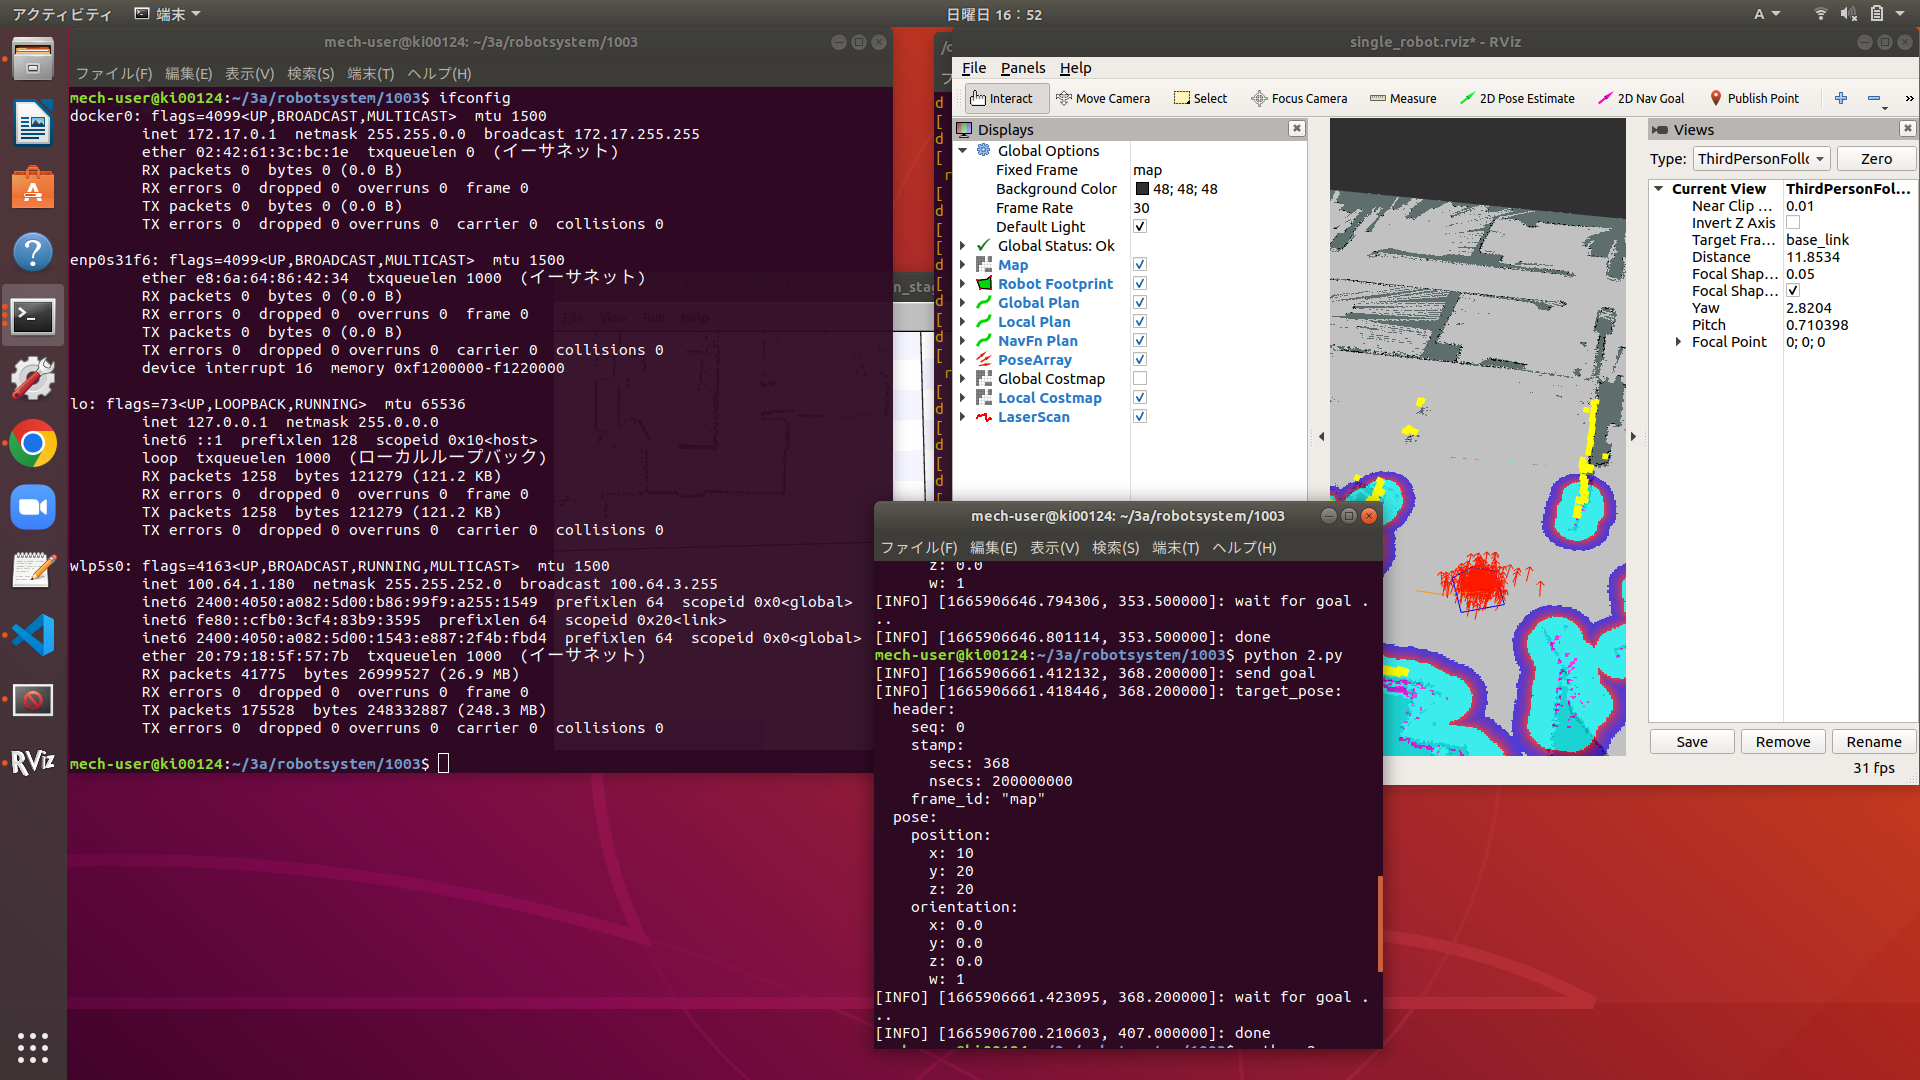 アクティビティ
端末
日曜日 16：52
A
mech-user@ki00124: ~/3a/robotsystem/1003
ファイル(F) 編集(E) 表示(V) 検索(S) 端末(T) ヘルプ(H)
mech-user@ki00124:~/3a/robotsystem/1003$ ifconfig
docker0: flags=4099<UP,BROADCAST,MULTICAST>  mtu 1500
        inet 172.17.0.1  netmask 255.255.0.0  broadcast 172.17.255.255
        ether 02:42:61:3c:bc:1e  txqueuelen 0  (イーサネット)
        RX packets 0  bytes 0 (0.0 B)
        RX errors 0  dropped 0  overruns 0  frame 0
        TX packets 0  bytes 0 (0.0 B)
        TX errors 0  dropped 0 overruns 0  carrier 0  collisions 0
enp0s31f6: flags=4099<UP,BROADCAST,MULTICAST>  mtu 1500
        ether e8:6a:64:86:42:34  txqueuelen 1000  (イーサネット)
        RX packets 0  bytes 0 (0.0 B)
        RX errors 0  dropped 0  overruns 0  frame 0
        TX packets 0  bytes 0 (0.0 B)
        TX errors 0  dropped 0 overruns 0  carrier 0  collisions 0
        device interrupt 16  memory 0xf1200000-f1220000
lo: flags=73<UP,LOOPBACK,RUNNING>  mtu 65536
        inet 127.0.0.1  netmask 255.0.0.0
        inet6 ::1  prefixlen 128  scopeid 0x10<host>
        loop  txqueuelen 1000  (ローカルループバック)
        RX packets 1258  bytes 121279 (121.2 KB)
        RX errors 0  dropped 0  overruns 0  frame 0
        TX packets 1258  bytes 121279 (121.2 KB)
        TX errors 0  dropped 0 overruns 0  carrier 0  collisions 0
wlp5s0: flags=4163<UP,BROADCAST,RUNNING,MULTICAST>  mtu 1500
        inet 100.64.1.180  netmask 255.255.252.0  broadcast 100.64.3.255
        inet6 2400:4050:a082:5d00:b86:99f9:a255:1549  prefixlen 64  scopeid 0x0<global>
        inet6 fe80::cfb0:3cf4:83b9:3595  prefixlen 64  scopeid 0x20<link>
        inet6 2400:4050:a082:5d00:1543:e887:2f4b:fbd4  prefixlen 64  scopeid 0x0<global>
        ether 20:79:18:5f:57:7b  txqueuelen 1000  (イーサネット)
        RX packets 41775  bytes 26999527 (26.9 MB)
        RX errors 0  dropped 0  overruns 0  frame 0
        TX packets 175528  bytes 248332887 (248.3 MB)
        TX errors 0  dropped 0 overruns 0  carrier 0  collisions 0
mech-user@ki00124:~/3a/robotsystem/1003$
File View Run Help
RViz
single_robot.rviz* - RViz
File Panels Help
Interact Move Camera Select Focus Camera Measure 2D Pose Estimate 2D Nav Goal Publish Point »
Displays
Global Options
Fixed Frame map
Background Color 48; 48; 48
Frame Rate 30
Default Light
Global Status: Ok
Map
Robot Footprint
Global Plan
Local Plan
NavFn Plan
PoseArray
Global Costmap
Local Costmap
LaserScan
Views
Type: ThirdPersonFollo Zero
Current View ThirdPersonFol...
Near Clip ... 0.01
Invert Z Axis
Target Fra... base_link
Distance 11.8534
Focal Shap... 0.05
Focal Shap...
Yaw 2.8204
Pitch 0.710398
Focal Point 0; 0; 0
Save Remove Rename
31 fps
mech-user@ki00124: ~/3a/robotsystem/1003
ファイル(F) 編集(E) 表示(V) 検索(S) 端末(T) ヘルプ(H)
      z: 0.0
      w: 1
[INFO] [1665906646.794306, 353.500000]: wait for goal .
..
[INFO] [1665906646.801114, 353.500000]: done
mech-user@ki00124:~/3a/robotsystem/1003$ python 2.py
[INFO] [1665906661.412132, 368.200000]: send goal
[INFO] [1665906661.418446, 368.200000]: target_pose:
  header:
    seq: 0
    stamp:
      secs: 368
      nsecs: 200000000
    frame_id: "map"
  pose:
    position:
      x: 10
      y: 20
      z: 20
    orientation:
      x: 0.0
      y: 0.0
      z: 0.0
      w: 1
[INFO] [1665906661.423095, 368.200000]: wait for goal .
..
[INFO] [1665906700.210603, 407.000000]: done